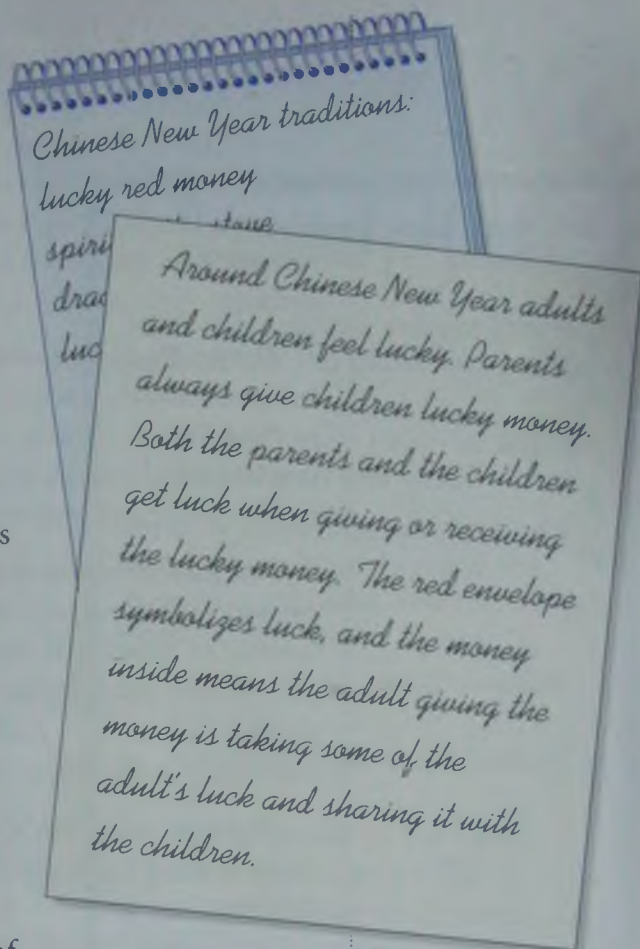 Chinese New Year traditions:
lucky red money
Around Chinese New Year adults
and children feel lucky. Parents
always give children lucky money.
Both the parents and the children
get luck when giving or receiving
the lucky money. The red envelope
symbolizes luck, and the money
inside means the adult giving the
money is taking some of the
adult's luck and sharing it with
the children.